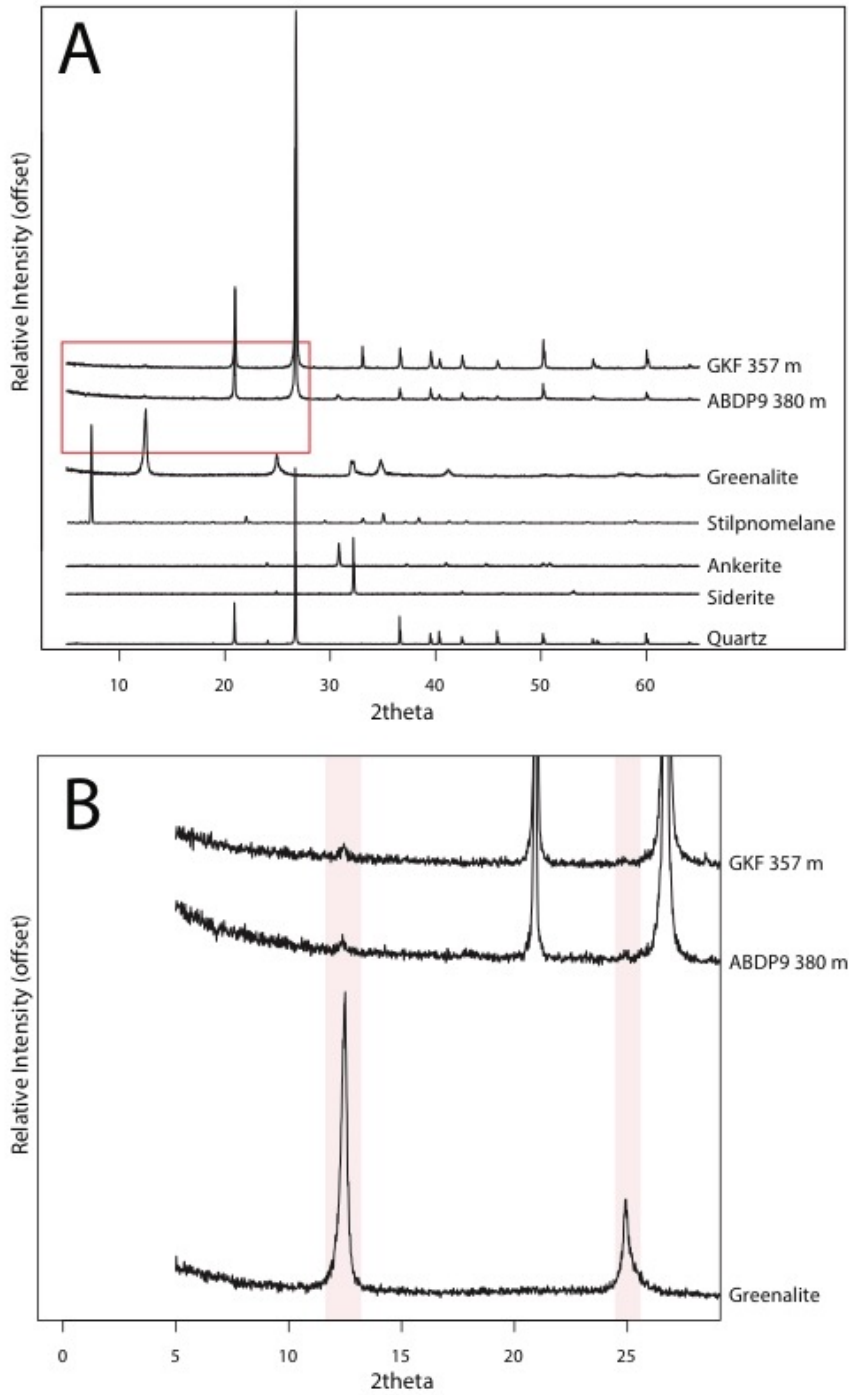 A
Relative Intensity (offset)
GKF 357 m
ABDP9 380 m
Greenalite
Stilpnomelane
Ankerite
Siderite
Quartz
10 20 30 40 50 60
2theta
B
Relative Intensity (offset)
GKF 357 m
ABDP9 380 m
Greenalite
0 5 10 15 20 25
2theta